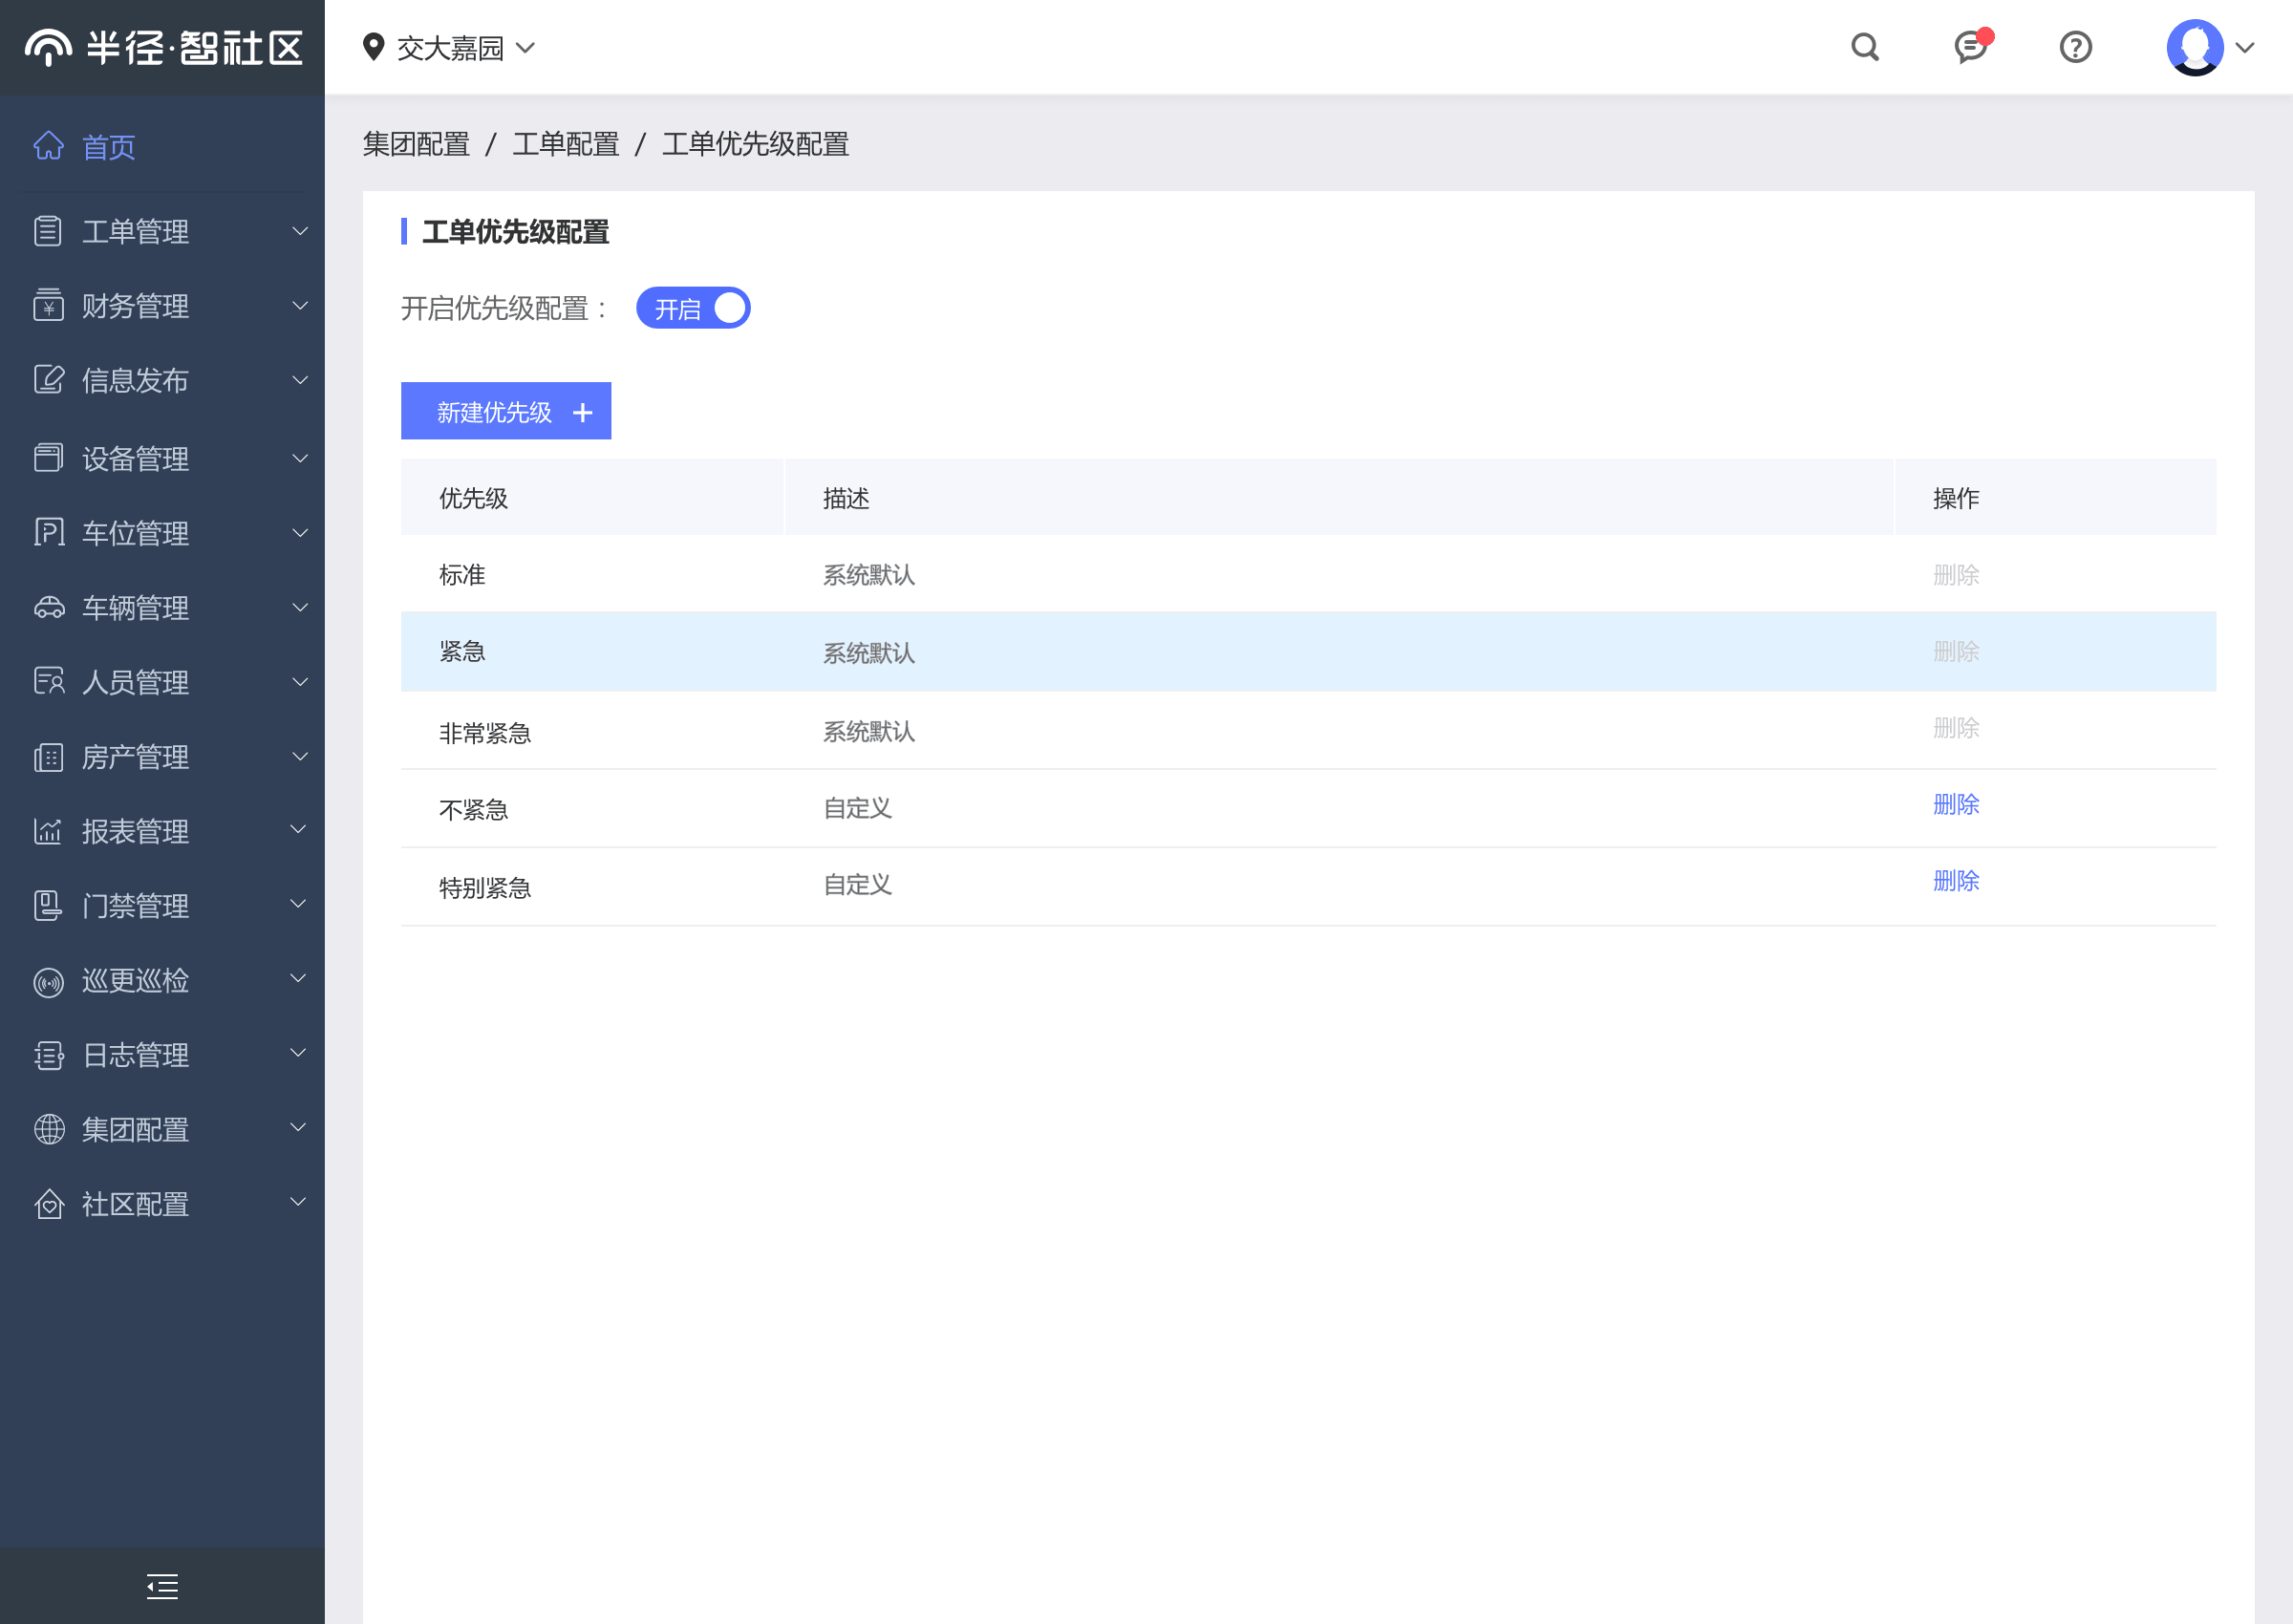 半径·智社区
交大嘉园
首页
工单管理
财务管理
信息发布
设备管理
车位管理
车辆管理
人员管理
房产管理
报表管理
门禁管理
巡更巡检
日志管理
集团配置
社区配置
集团配置 / 工单配置 / 工单优先级配置
工单优先级配置
开启优先级配置： 开启
新建优先级 +
优先级 描述 操作
标准 系统默认 删除
紧急 系统默认 删除
非常紧急 系统默认 删除
不紧急 自定义 删除
特别紧急 自定义 删除